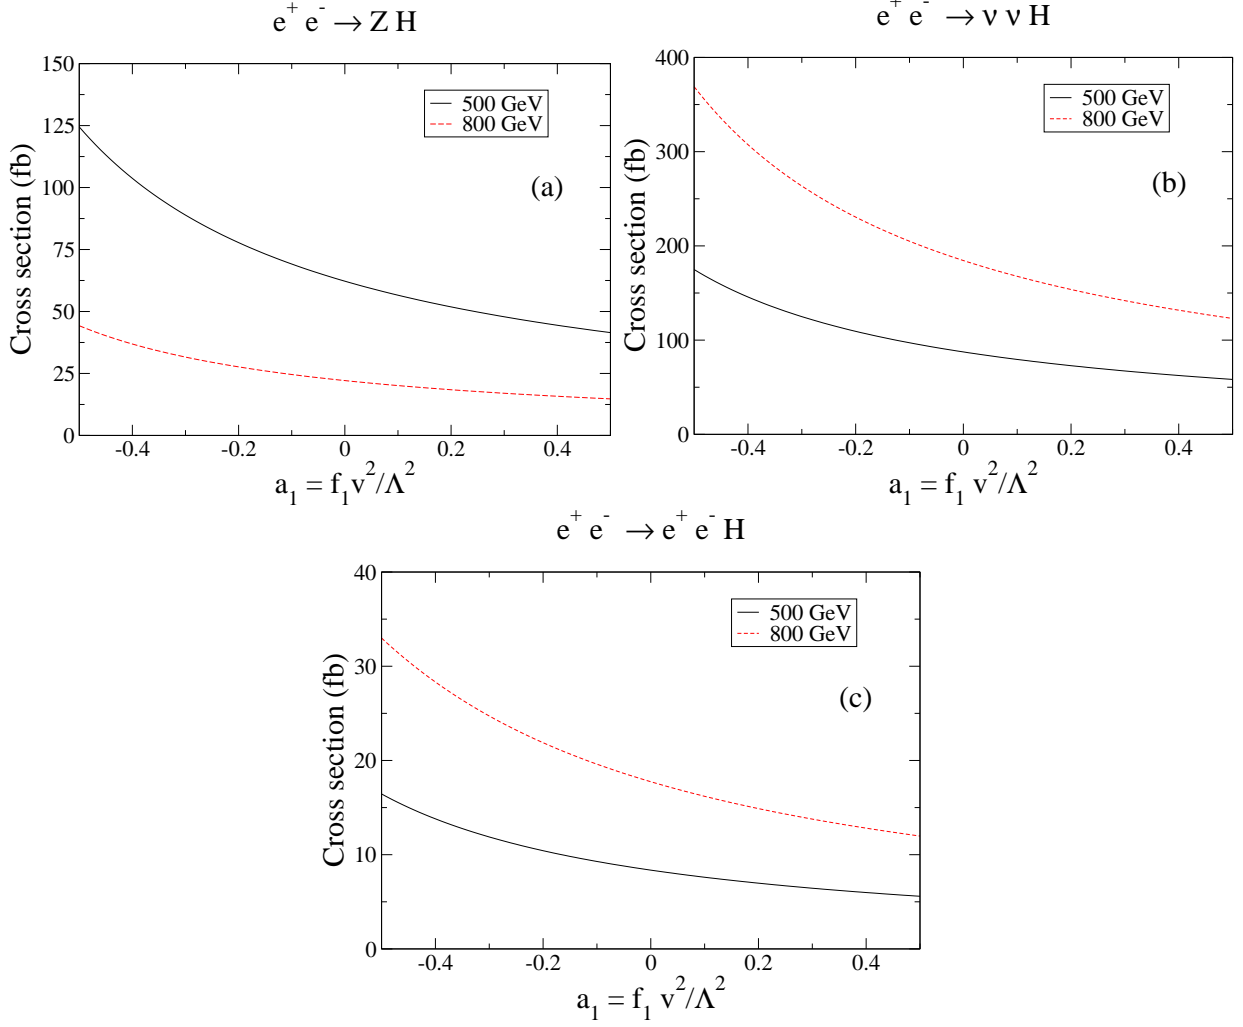 e⁺ e⁻ → Z H
150
125
100
75
50
25
0
Cross section (fb)
500 GeV
800 GeV
(a)
-0.4 -0.2 0 0.2 0.4
a₁ = f₁v²/Λ²
e⁺ e⁻ → ν ν H
400
300
200
100
0
Cross section (fb)
500 GeV
800 GeV
(b)
-0.4 -0.2 0 0.2 0.4
a₁ = f₁ v²/Λ²
e⁺ e⁻ → e⁺ e⁻ H
40
30
20
10
0
Cross section (fb)
500 GeV
800 GeV
(c)
-0.4 -0.2 0 0.2 0.4
a₁ = f₁ v²/Λ²